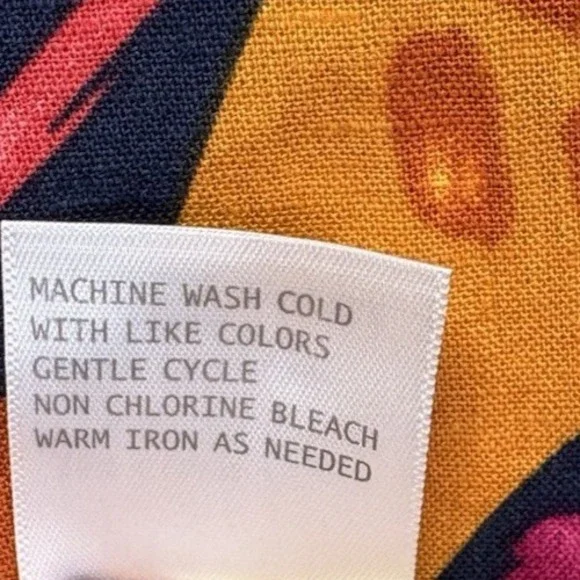 MACHINE WASH COLD
WITH LIKE COLORS
GENTLE CYCLE
NON CHLORINE BLEACH
WARM IRON AS NEEDED